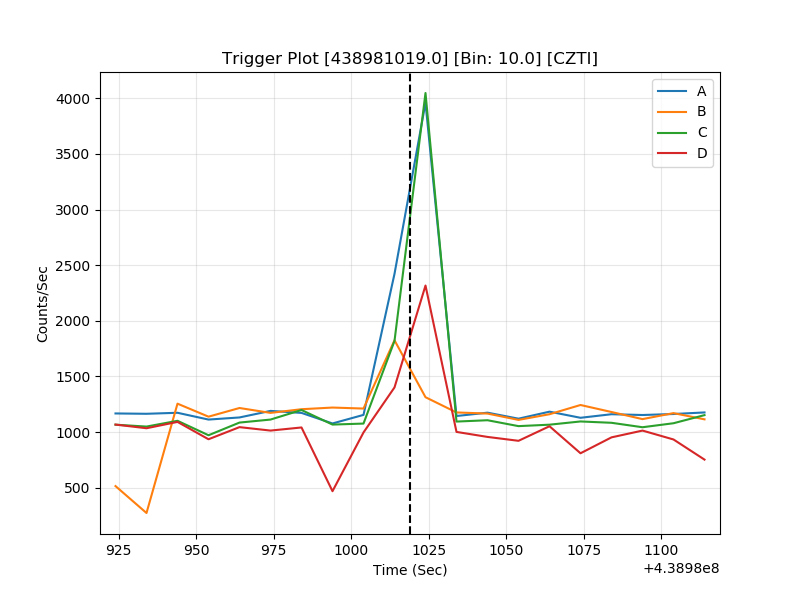 Trigger Plot [438981019.0] [Bin: 10.0] [CZTI]
A
B
C
D
4000
3500
3000
2500
2000
1500
1000
500
Counts/Sec
925 950 975 1000 1025 1050 1075 1100
+4.3898e8
Time (Sec)